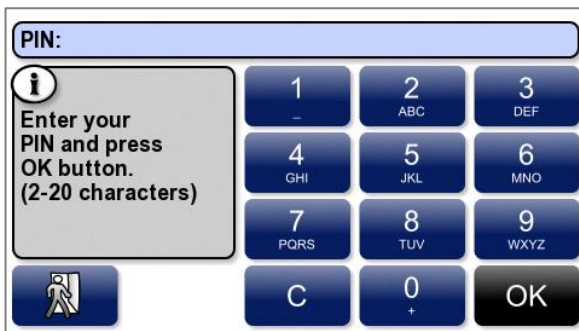 PIN:
i
Enter your
PIN and press
OK button.
(2-20 characters)
1
_
2
ABC
3
DEF
4
GHI
5
JKL
6
MNO
7
PQRS
8
TUV
9
WXYZ
C
0
+
OK